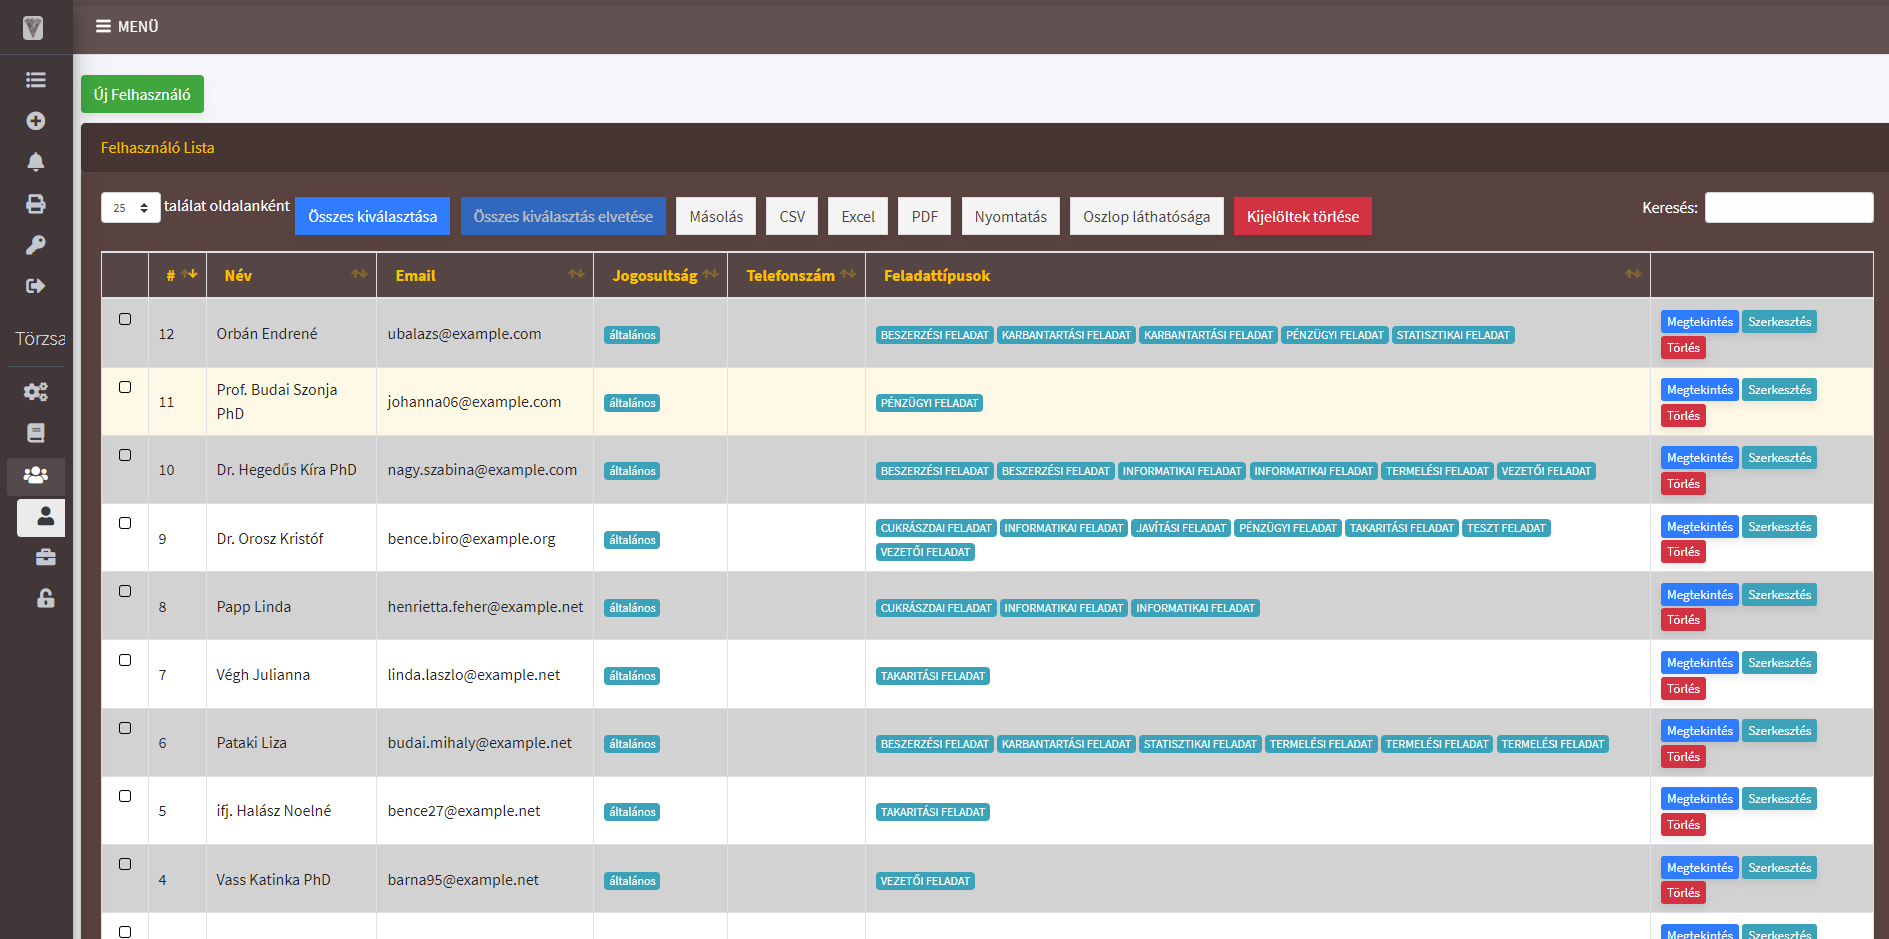 MENÜ
Új Felhasználó
Felhasználó Lista
25 találat oldalanként Összes kiválasztása Összes kiválasztás elvetése Másolás CSV Excel PDF Nyomtatás Oszlop láthatósága Kijelöltek törlése Keresés:
# Név Email Jogosultság Telefonszám Feladattípusok
Törzsa
12 Orbán Endrené ubalazs@example.com általános BESZERZÉSI FELADAT KARBANTARTÁSI FELADAT KARBANTARTÁSI FELADAT PÉNZÜGYI FELADAT STATISZTIKAI FELADAT Megtekintés Szerkesztés
Törlés
11 Prof. Budai Szonja PhD johanna06@example.com általános PÉNZÜGYI FELADAT Megtekintés Szerkesztés
Törlés
10 Dr. Hegedűs Kíra PhD nagy.szabina@example.com általános BESZERZÉSI FELADAT BESZERZÉSI FELADAT INFORMATIKAI FELADAT INFORMATIKAI FELADAT TERMELÉSI FELADAT VEZETŐI FELADAT Megtekintés Szerkesztés
Törlés
9 Dr. Orosz Kristóf bence.biro@example.org általános CUKRÁSZDAI FELADAT INFORMATIKAI FELADAT JAVÍTÁSI FELADAT PÉNZÜGYI FELADAT TAKARITÁSI FELADAT TESZT FELADAT Megtekintés Szerkesztés
VEZETŐI FELADAT Törlés
8 Papp Linda henrietta.feher@example.net általános CUKRÁSZDAI FELADAT INFORMATIKAI FELADAT INFORMATIKAI FELADAT Megtekintés Szerkesztés
Törlés
7 Végh Julianna linda.laszlo@example.net általános TAKARITÁSI FELADAT Megtekintés Szerkesztés
Törlés
6 Pataki Liza budai.mihaly@example.net általános BESZERZÉSI FELADAT KARBANTARTÁSI FELADAT STATISZTIKAI FELADAT TERMELÉSI FELADAT TERMELÉSI FELADAT TERMELÉSI FELADAT Megtekintés Szerkesztés
Törlés
5 ifj. Halász Noelné bence27@example.net általános TAKARITÁSI FELADAT Megtekintés Szerkesztés
Törlés
4 Vass Katinka PhD barna95@example.net általános VEZETŐI FELADAT Megtekintés Szerkesztés
Törlés
Megtekintés Szerkesztés